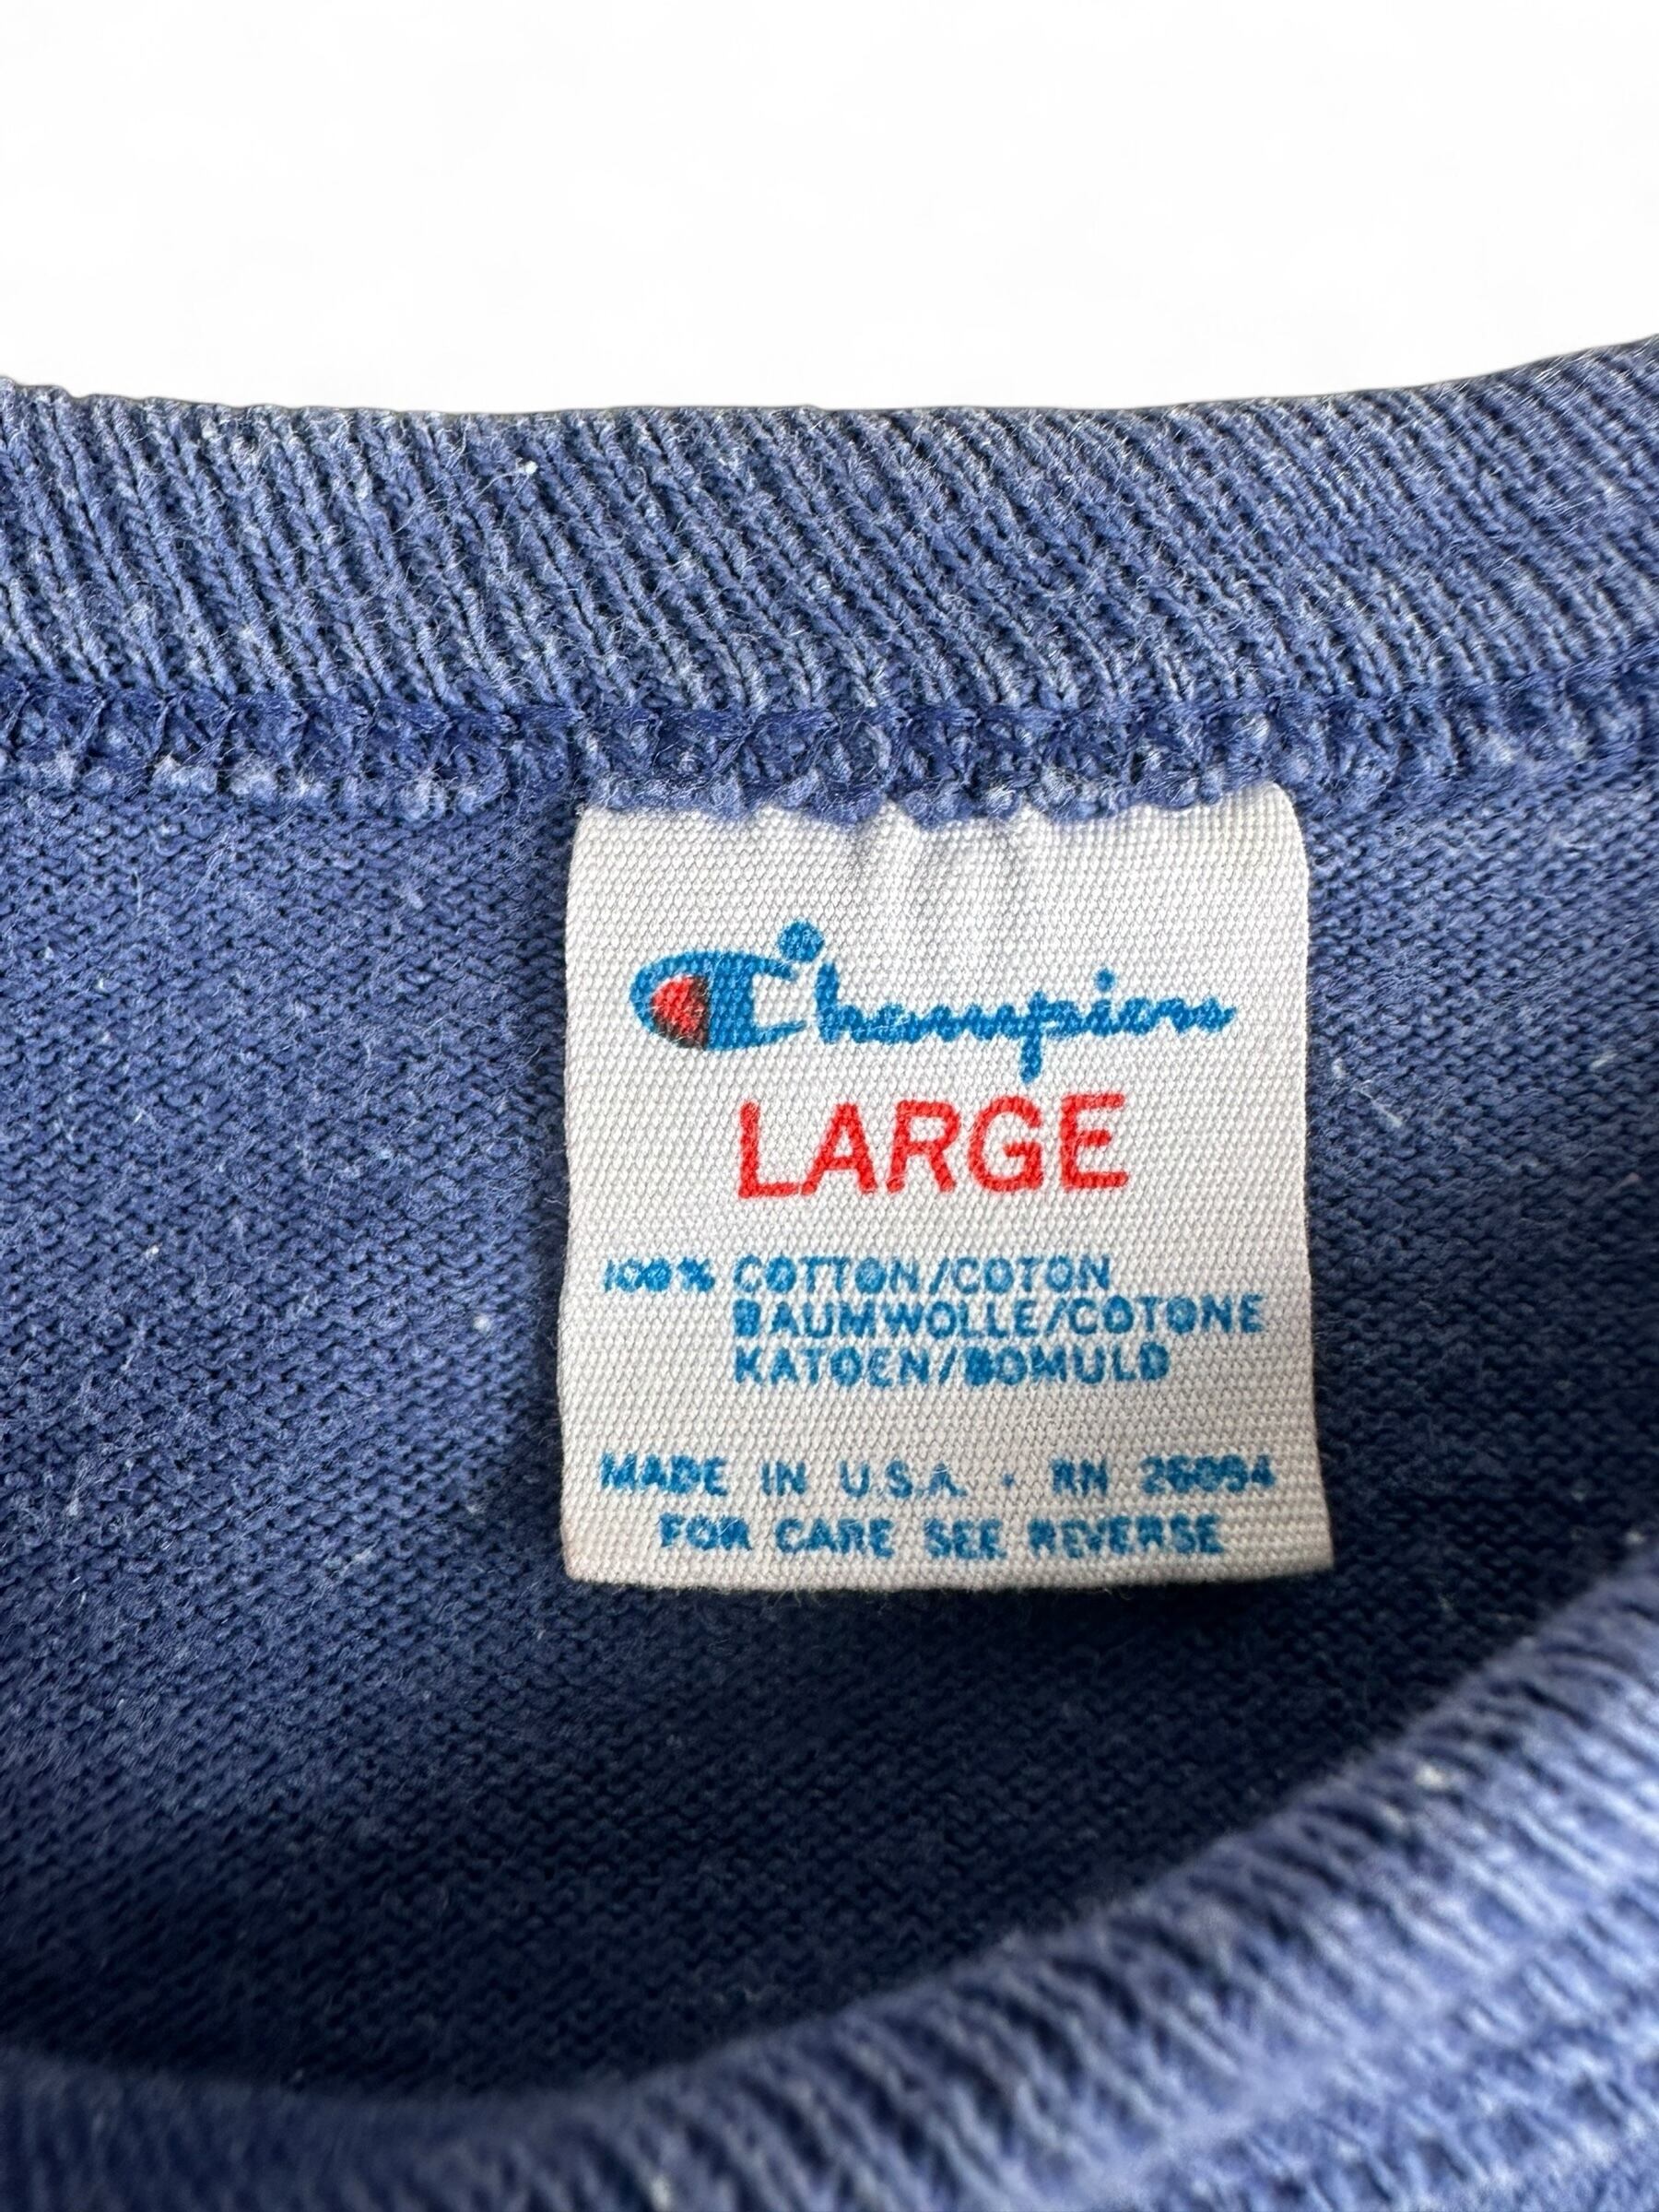 Champion
LARGE
100% COTTON/COTON
BAUMWOLLE/COTONE
KATOEN/BOMULD
MADE IN U.S.A. · RN 26094
FOR CARE SEE REVERSE